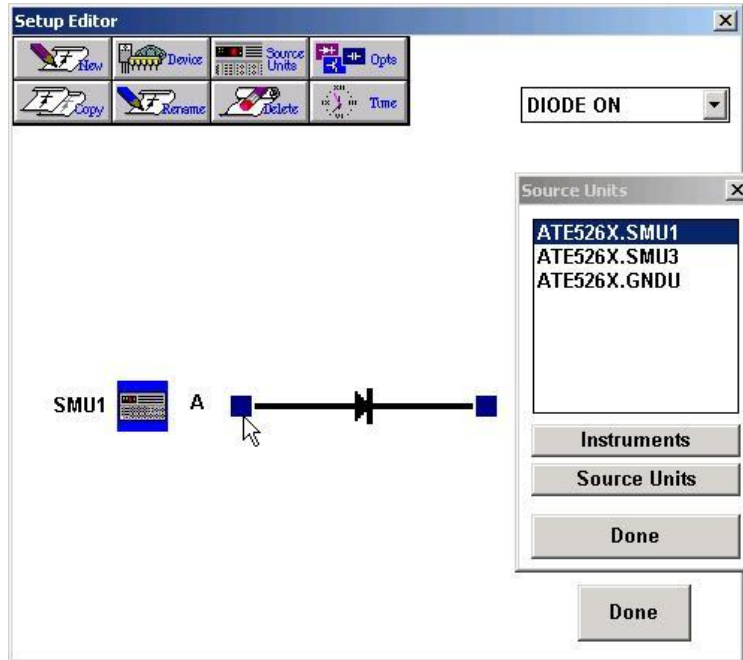 Setup Editor
New Device Source Units Opts
Copy Rename Delete Time
DIODE ON
Source Units
ATE526X.SMU1
ATE526X.SMU3
ATE526X.GNDU
SMU1 A
Instruments
Source Units
Done
Done